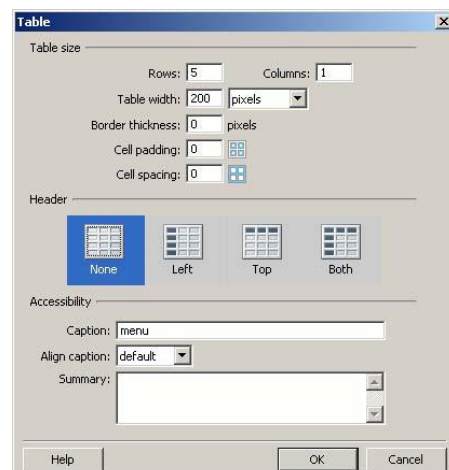 Table
Table size
Rows: 5 Columns: 1
Table width: 200 pixels
Border thickness: 0 pixels
Cell padding: 0
Cell spacing: 0
Header
None Left Top Both
Accessibility
Caption: menu
Align caption: default
Summary:
Help OK Cancel